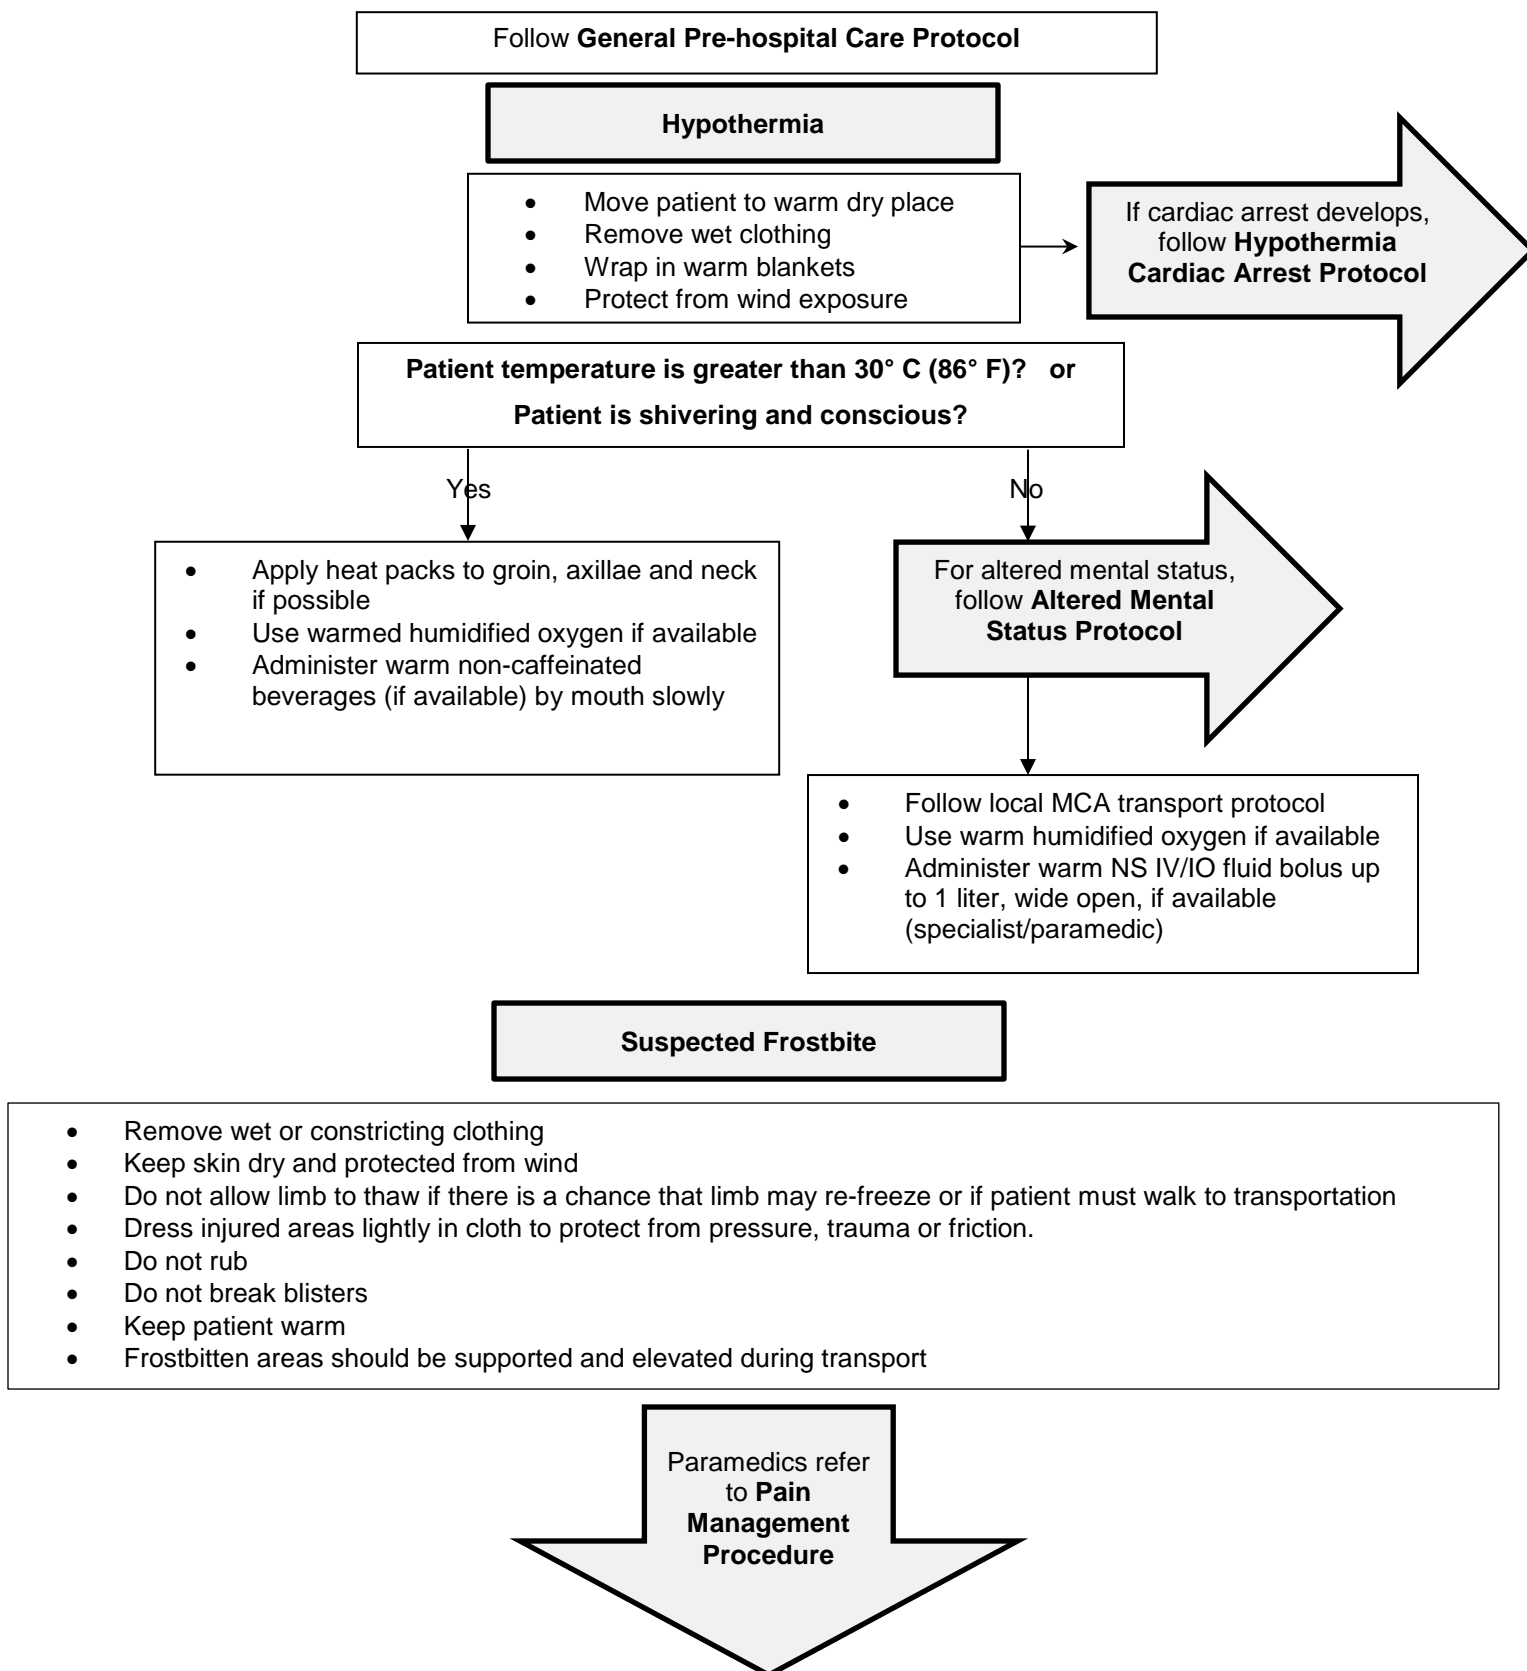 Follow General Pre-hospital Care Protocol
Hypothermia
• Move patient to warm dry place
• Remove wet clothing
• Wrap in warm blankets
• Protect from wind exposure
If cardiac arrest develops,
follow Hypothermia
Cardiac Arrest Protocol
Patient temperature is greater than 30° C (86° F)? or
Patient is shivering and conscious?
Yes
No
• Apply heat packs to groin, axillae and neck
if possible
• Use warmed humidified oxygen if available
• Administer warm non-caffeinated
beverages (if available) by mouth slowly
For altered mental status,
follow Altered Mental
Status Protocol
• Follow local MCA transport protocol
• Use warm humidified oxygen if available
• Administer warm NS IV/IO fluid bolus up
to 1 liter, wide open, if available
(specialist/paramedic)
Suspected Frostbite
• Remove wet or constricting clothing
• Keep skin dry and protected from wind
• Do not allow limb to thaw if there is a chance that limb may re-freeze or if patient must walk to transportation
• Dress injured areas lightly in cloth to protect from pressure, trauma or friction.
• Do not rub
• Do not break blisters
• Keep patient warm
• Frostbitten areas should be supported and elevated during transport
Paramedics refer
to Pain
Management
Procedure